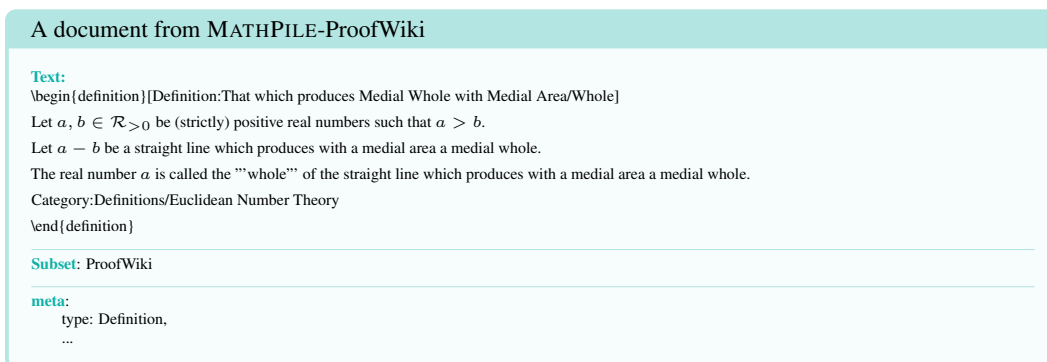 A document from MATHPILE-ProofWiki
Text:
\begin{definition}[Definition:That which produces Medial Whole with Medial Area/Whole]
Let a, b ∈ ℛ>0 be (strictly) positive real numbers such that a > b.
Let a − b be a straight line which produces with a medial area a medial whole.
The real number a is called the ”’whole”’ of the straight line which produces with a medial area a medial whole.
Category:Definitions/Euclidean Number Theory
\end{definition}
Subset: ProofWiki
meta:
type: Definition,
...